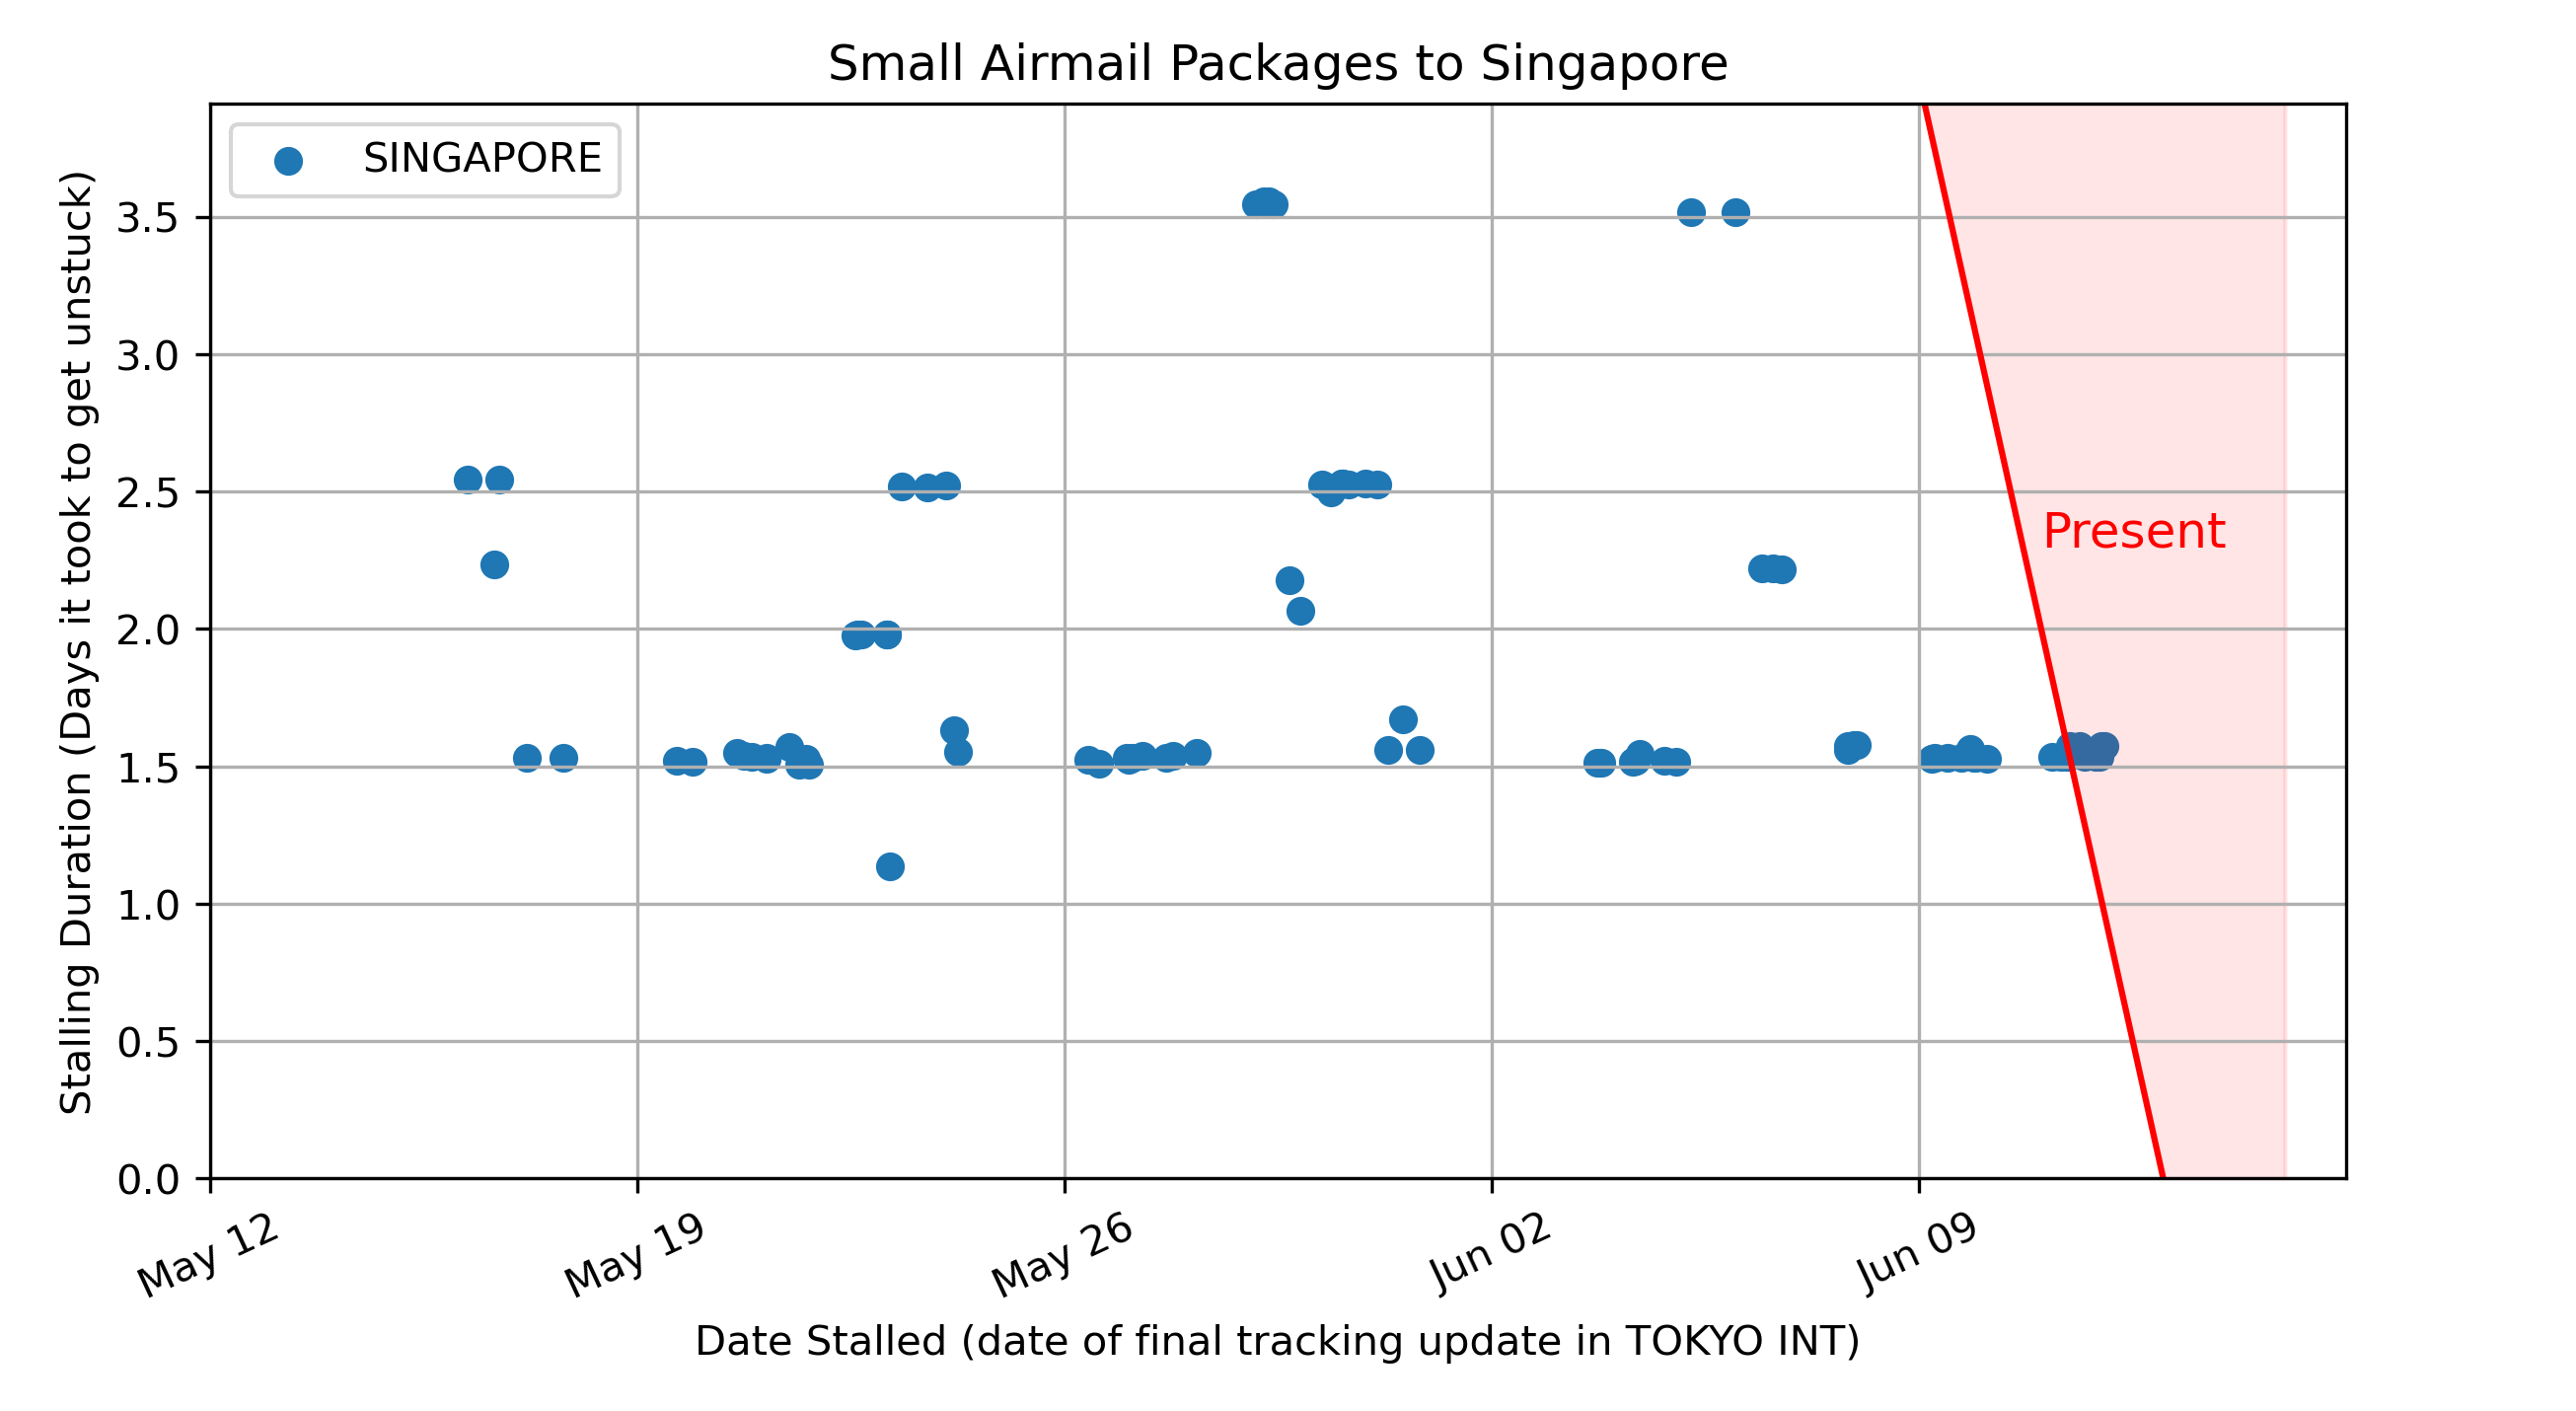 Small Airmail Packages to Singapore
SINGAPORE
Stalling Duration (Days it took to get unstuck)
3.5
3.0
2.5
2.0
1.5
1.0
0.5
0.0
Present
May 12
May 19
May 26
Jun 02
Jun 09
Date Stalled (date of final tracking update in TOKYO INT)